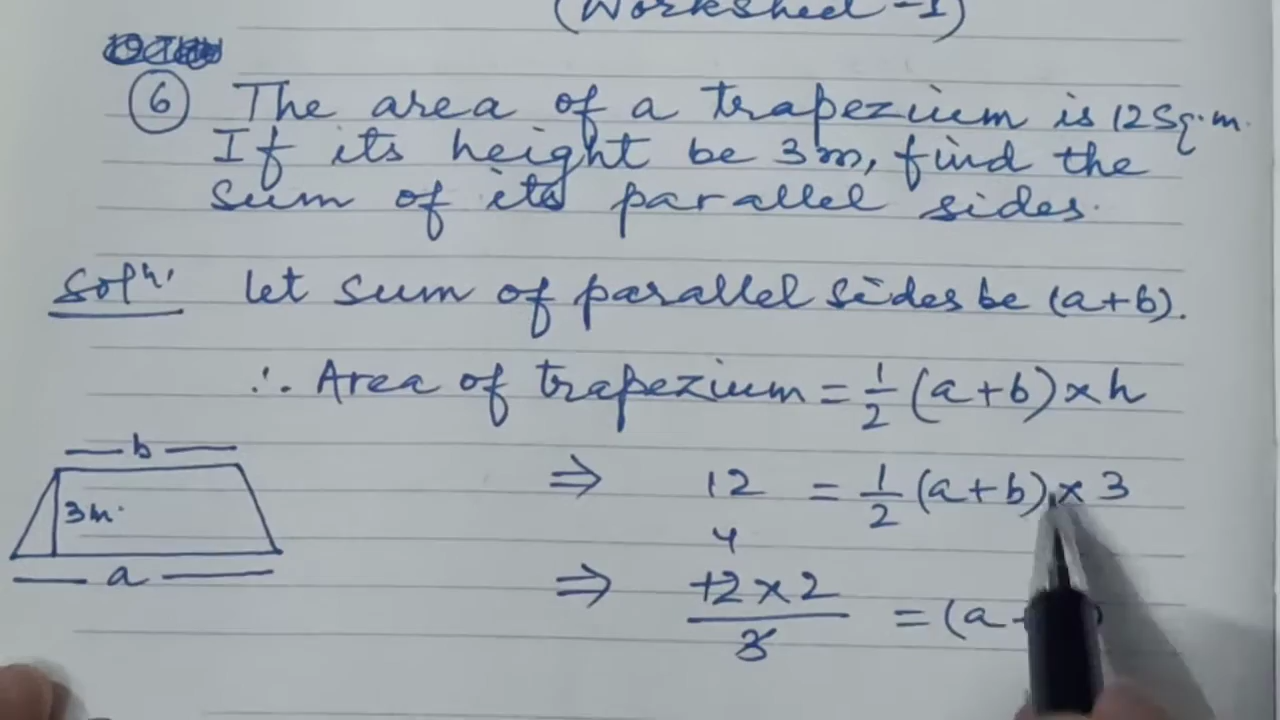 (Worksheet-1)
⑥ The area of a trapezium is 12 Sq.m.
If its height be 3m, find the
Sum of its parallel sides.
Solⁿ. Let Sum of parallel sides be (a+b).
∴ Area of trapezium = 1/2 (a+b) × h
⇒ 12 = 1/2 (a+b) × 3
4
⇒ 12 × 2 / 3 = (a
b
3m.
a